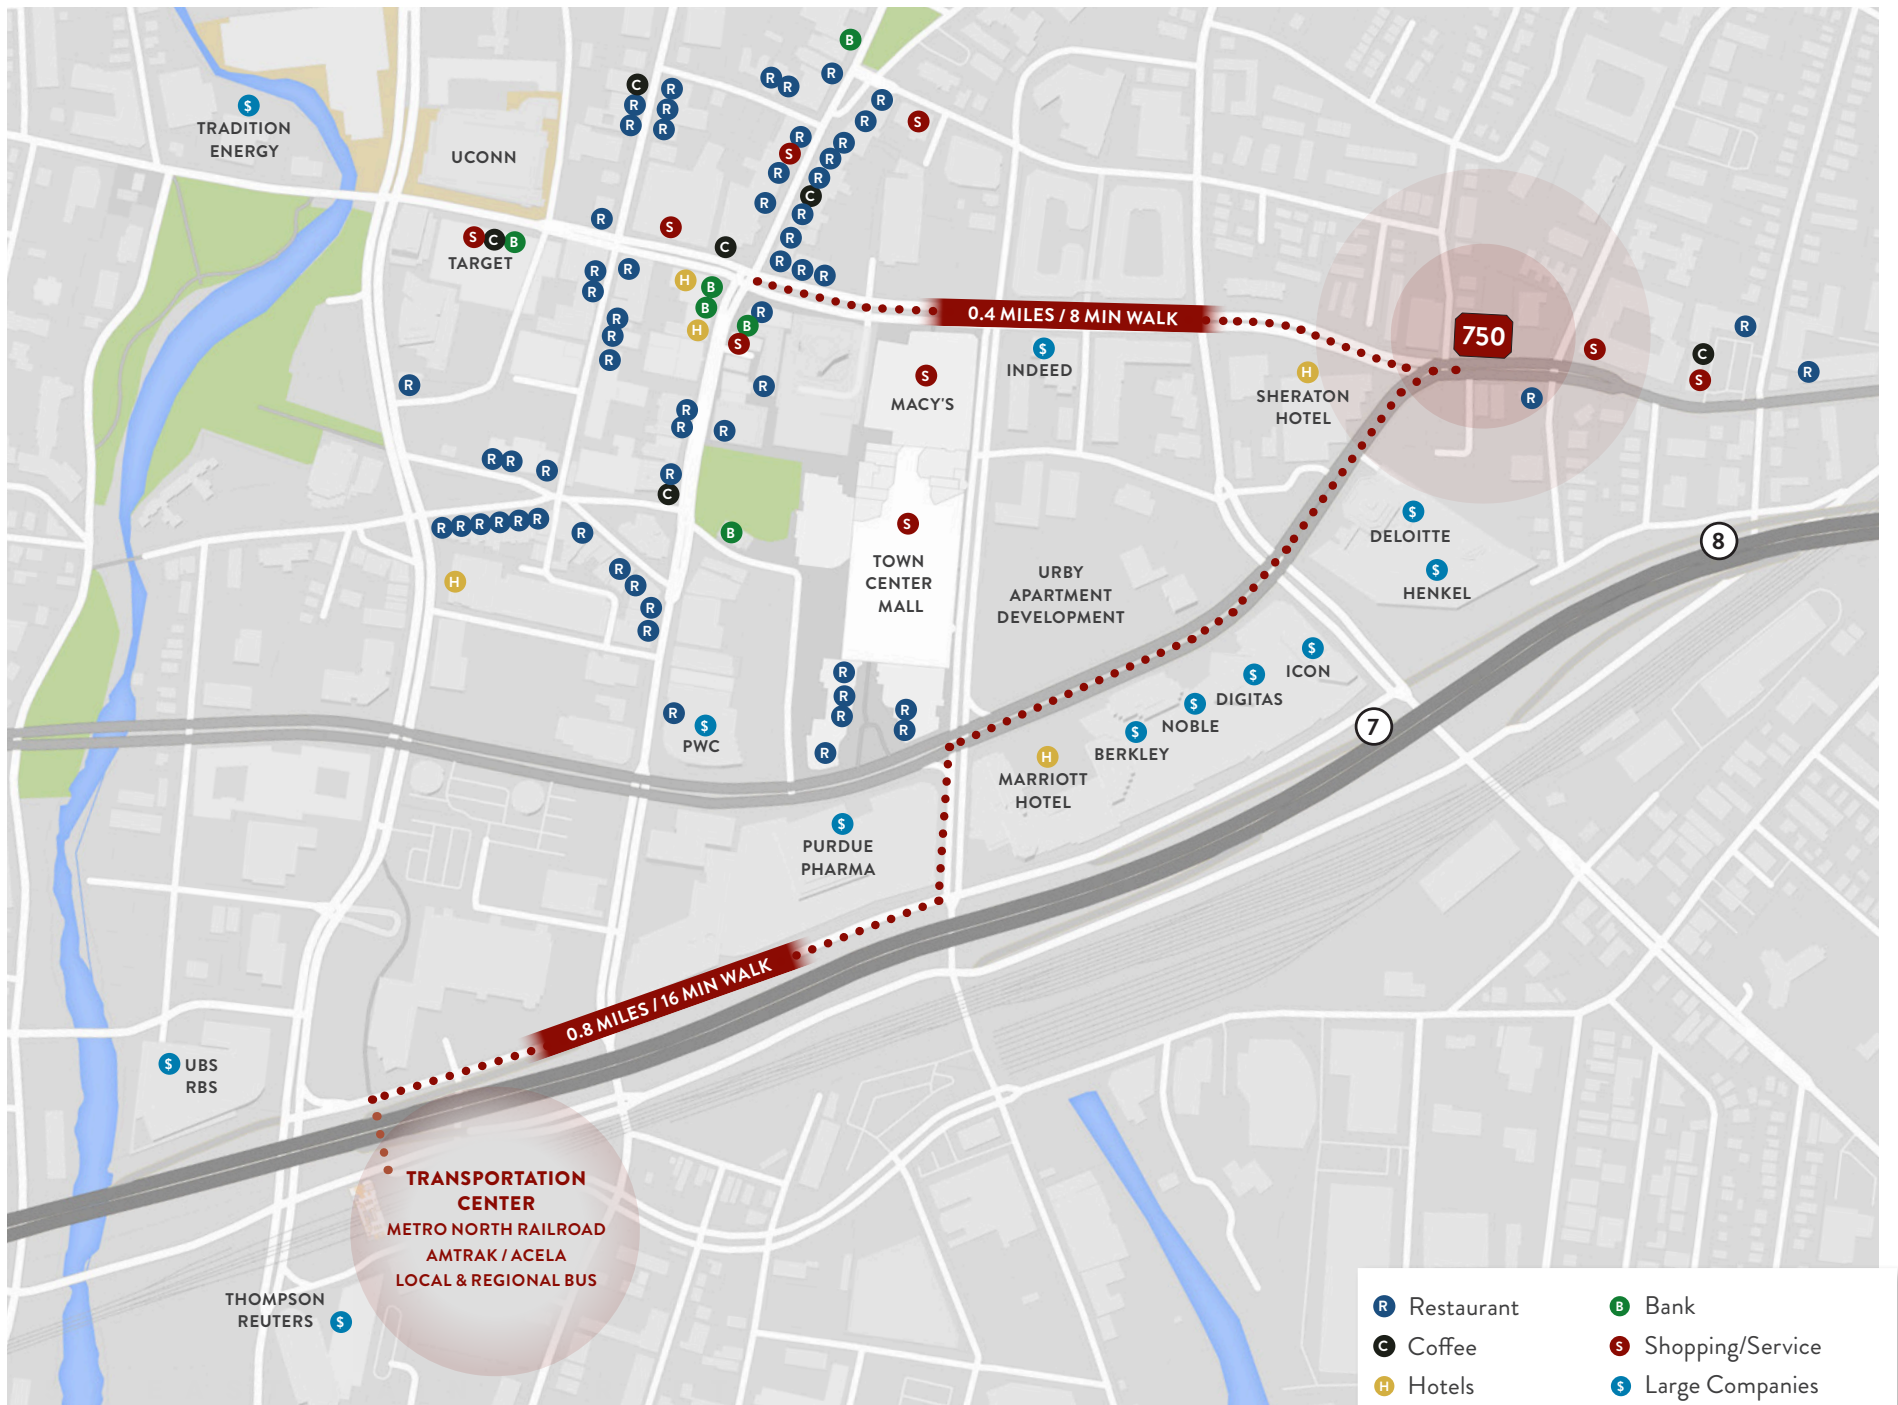 B
R
R
R
C
R
R
R
R
R
R
R
R
S
$
TRADITION
ENERGY
UCONN
R
S
R
R
R
R
R
C
R
R
S
R
C
R
S
C
B
TARGET
R
R
R
R
R
R
H
B
B
H
R
B
S
R
R
R
R
0.4 MILES / 8 MIN WALK
750
$
INDEED
S
MACY'S
H
SHERATON
HOTEL
S
C
S
R
R
R
R
R
R
R
R
R
C
R
R
R
R
R
R
R
R
R
R
R
B
S
TOWN
CENTER
MALL
$
DELOITTE
$
HENKEL
8
H
R
R
R
R
URBY
APARTMENT
DEVELOPMENT
R
R
R
R
R
R
R
$
PWC
$
ICON
$
DIGITAS
$
NOBLE
$
BERKLEY
7
H
MARRIOTT
HOTEL
$
PURDUE
PHARMA
0.8 MILES / 16 MIN WALK
$
UBS
RBS
TRANSPORTATION
CENTER
METRO NORTH RAILROAD
AMTRAK / ACELA
LOCAL & REGIONAL BUS
THOMPSON
REUTERS
$
R Restaurant
B Bank
C Coffee
S Shopping/Service
H Hotels
$ Large Companies